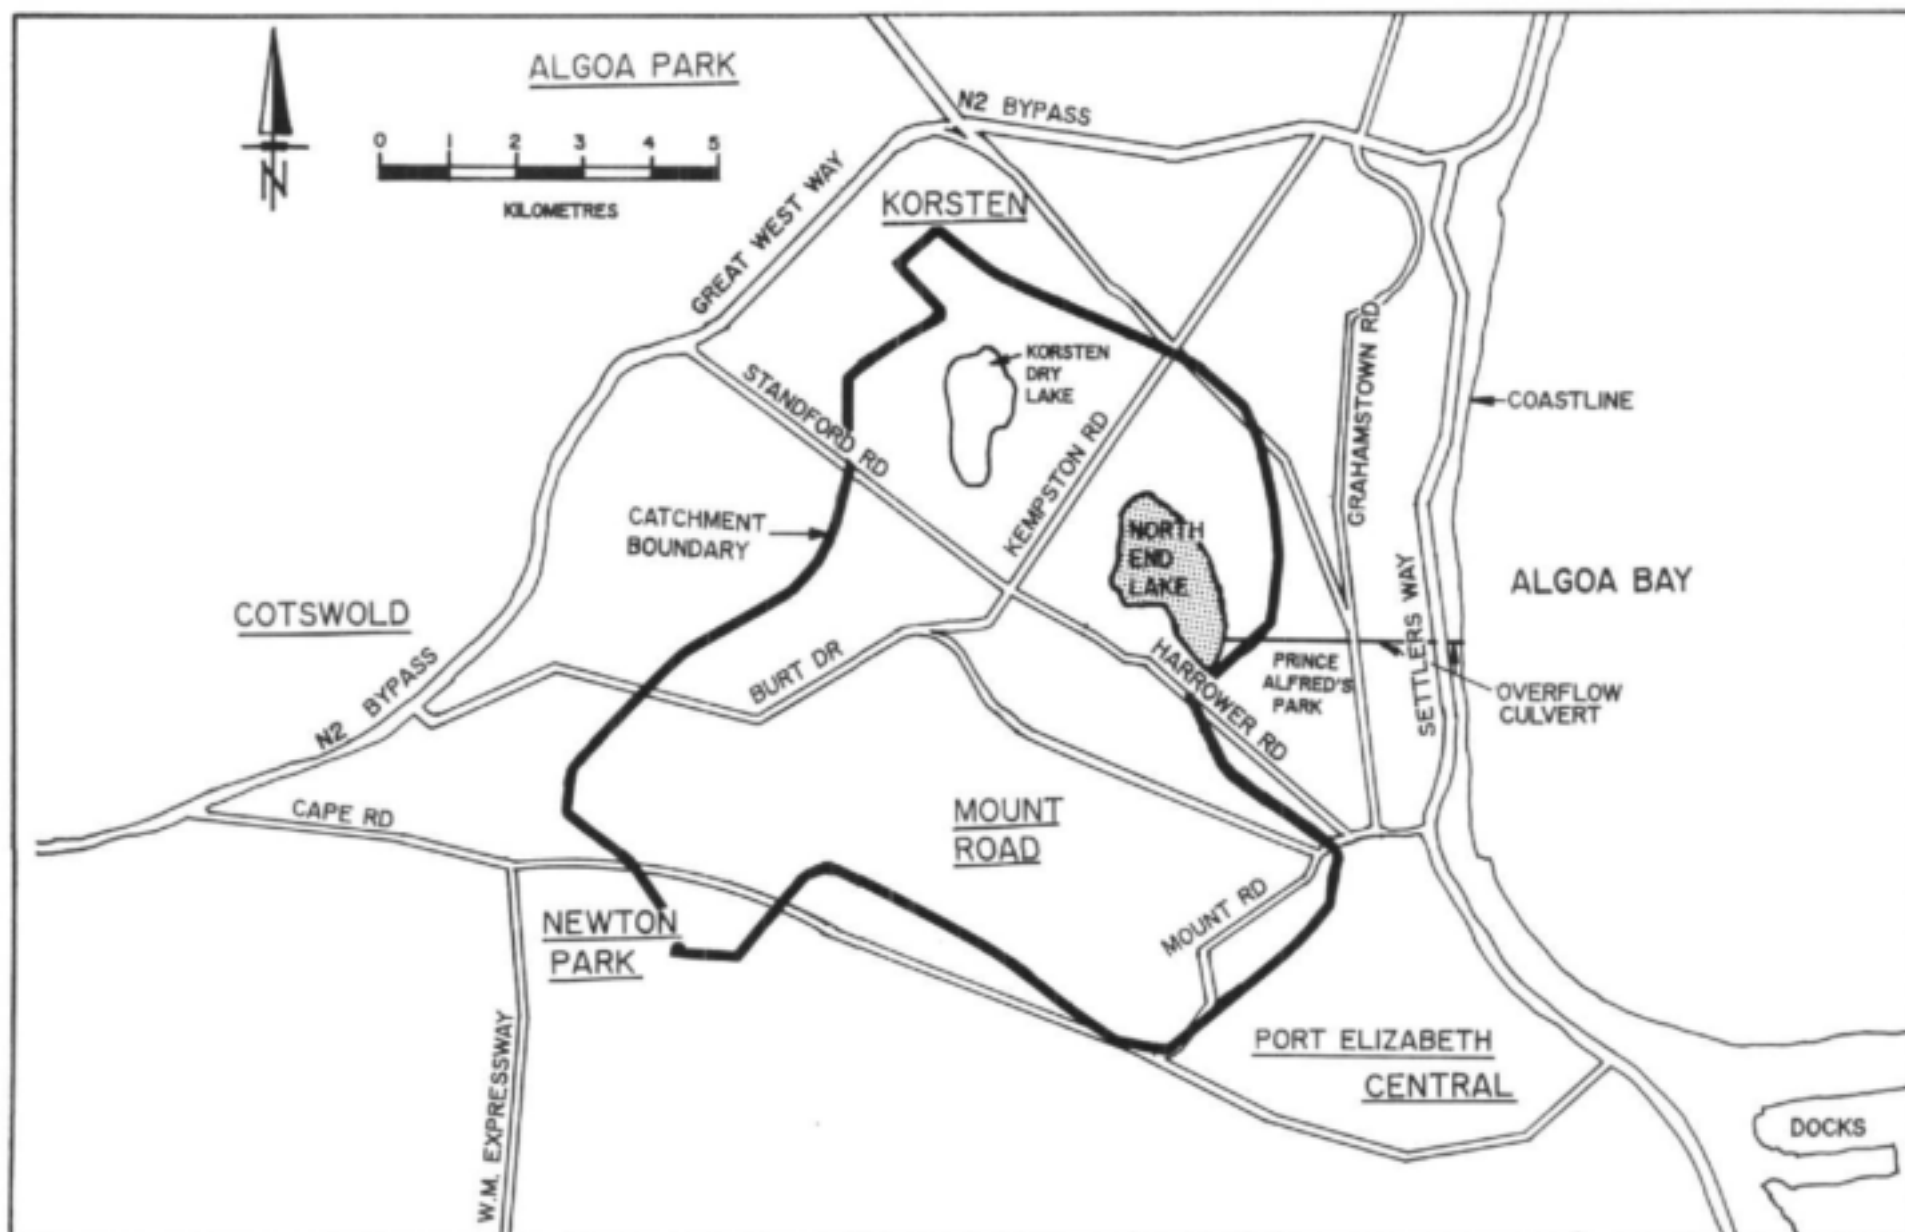 ALGOA PARK
N2 BYPASS
0 1 2 3 4 5
KILOMETRES
N
GREAT WEST WAY
KORSTEN
KORSTEN
DRY
LAKE
STANDFORD RD
KEMPSTON RD
GRAHAMSTOWN RD
COASTLINE
CATCHMENT
BOUNDARY
NORTH
END
LAKE
ALGOA BAY
COTSWOLD
SETTLERS WAY
N2 BYPASS
BURT DR
HARROWER RD
PRINCE
ALFRED'S
PARK
OVERFLOW
CULVERT
CAPE RD
MOUNT
ROAD
MOUNT RD
NEWTON
PARK
W.M. EXPRESSWAY
PORT ELIZABETH
CENTRAL
DOCKS